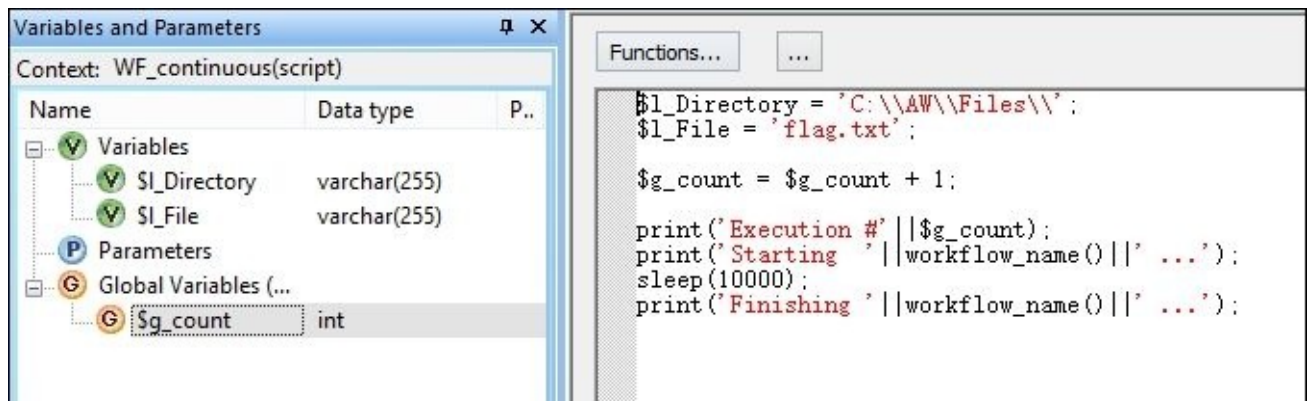 Variables and Parameters
Context: WF_continuous(script)
Name Data type P..
Variables
$l_Directory varchar(255)
$l_File varchar(255)
Parameters
Global Variables (...
$g_count int
Functions... ...
$l_Directory = 'C:\\AW\\Files\\';
$l_File = 'flag.txt';
$g_count = $g_count + 1;
print('Execution #'||$g_count);
print('Starting '||workflow_name()||' ...');
sleep(10000);
print('Finishing '||workflow_name()||' ...');